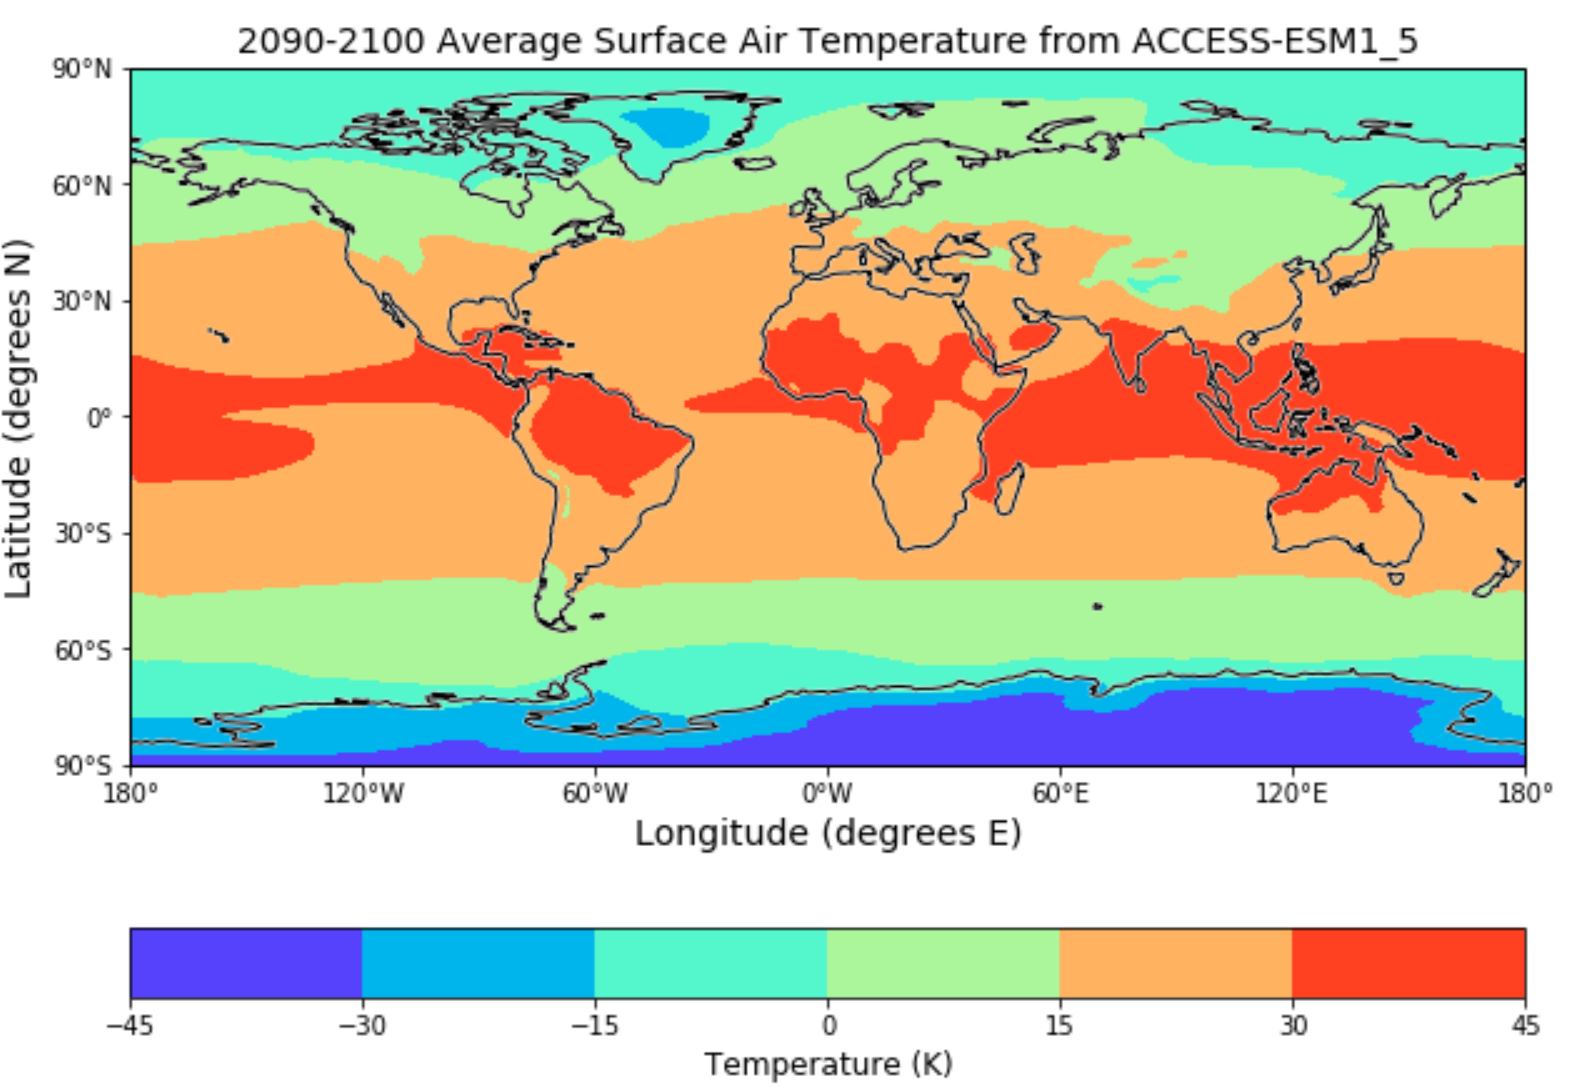 2090-2100 Average Surface Air Temperature from ACCESS-ESM1_5
90°N
60°N
30°N
0°
30°S
60°S
90°S
Latitude (degrees N)
180° 120°W 60°W 0°W 60°E 120°E 180°
Longitude (degrees E)
−45 −30 −15 0 15 30 45
Temperature (K)